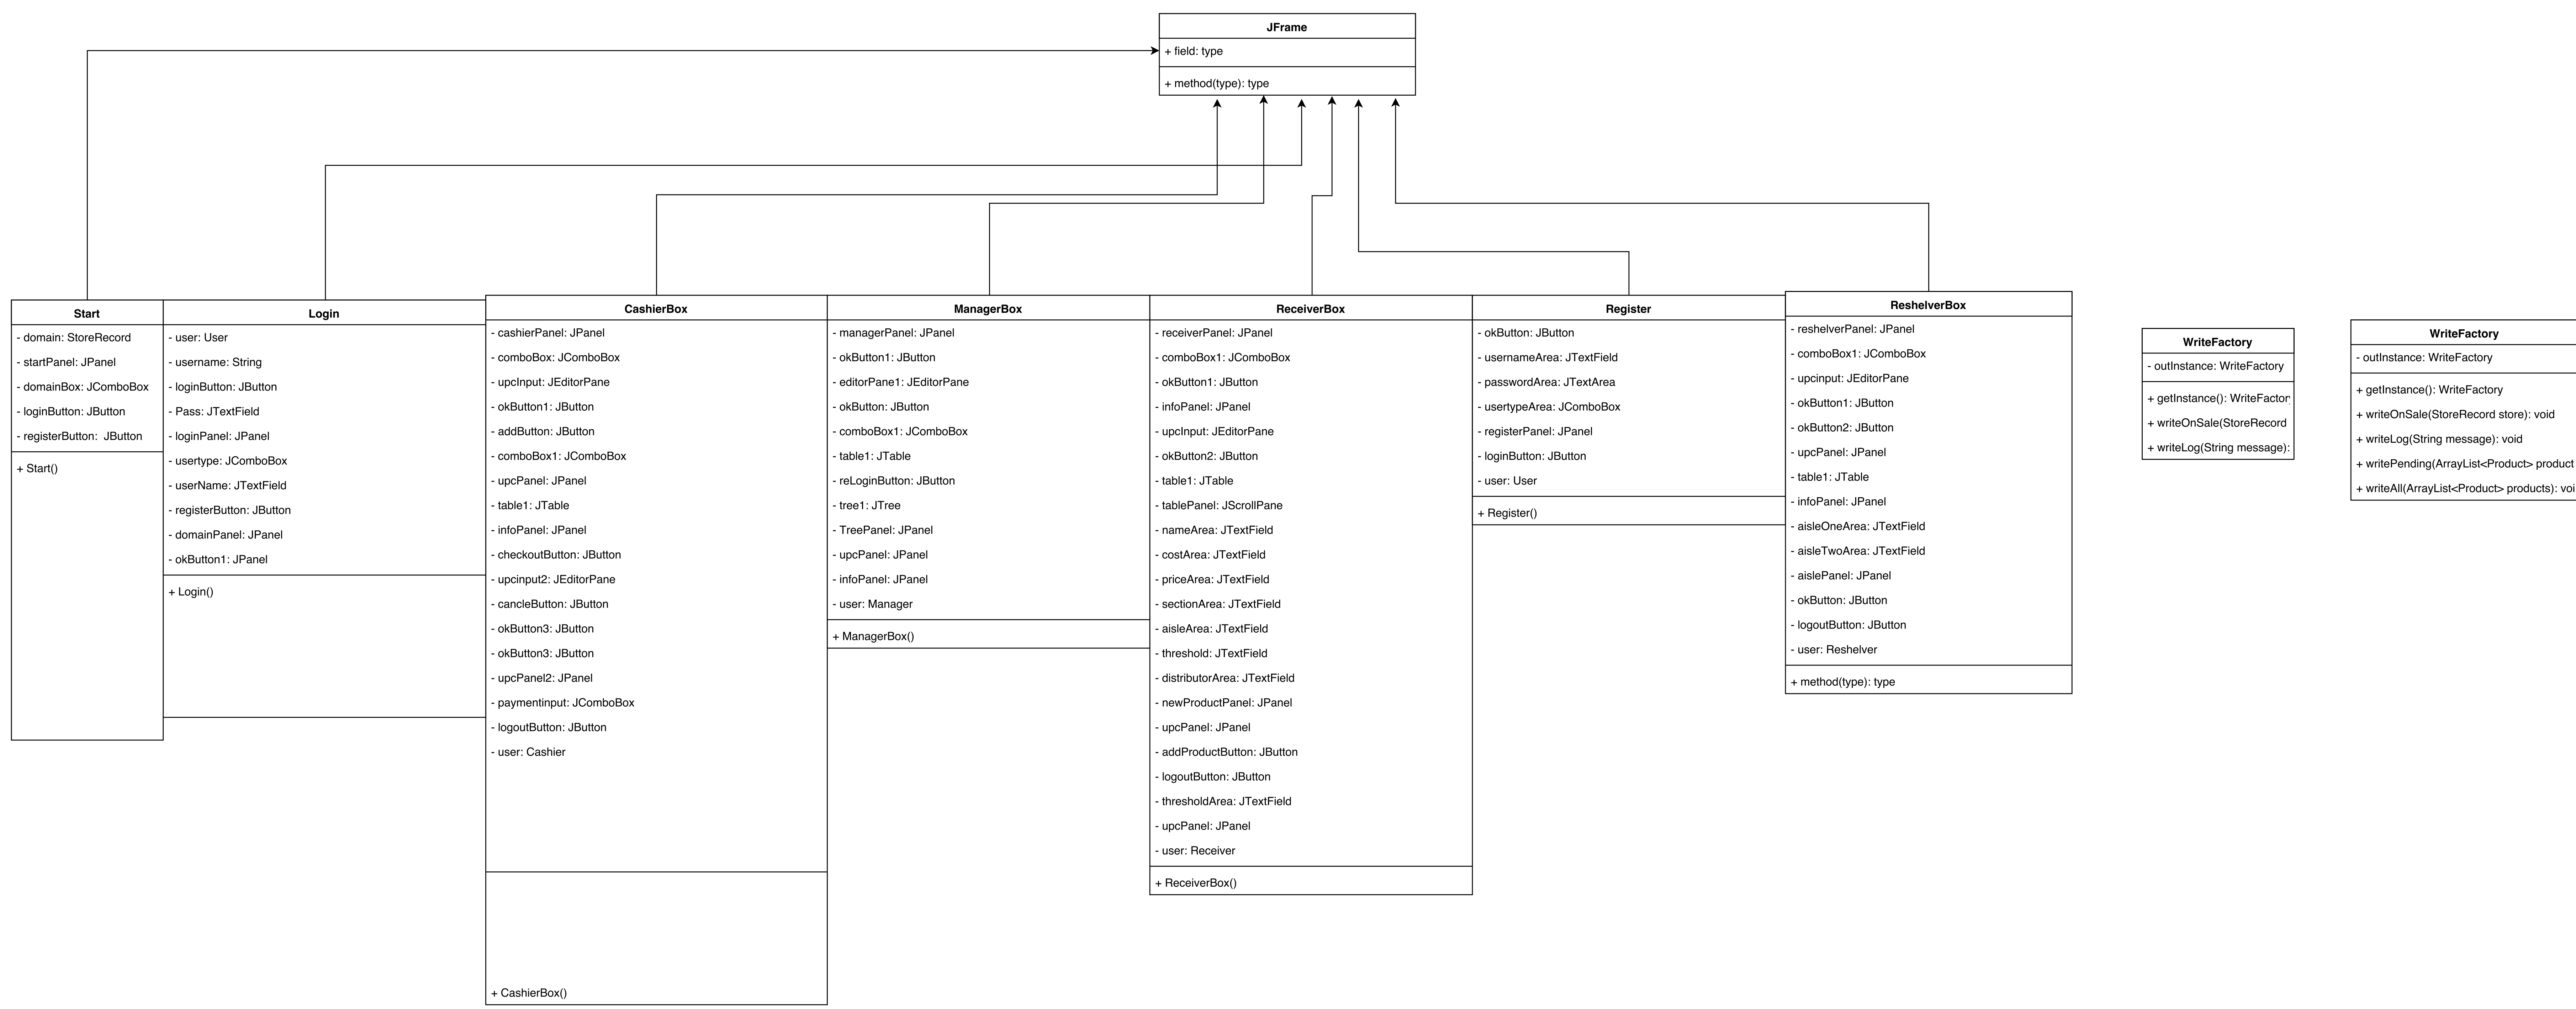 JFrame
+ field: type
+ method(type): type
Start
- domain: StoreRecord
- startPanel: JPanel
- domainBox: JComboBox
- loginButton: JButton
- registerButton:  JButton
+ Start()
Login
- user: User
- username: String
- loginButton: JButton
- Pass: JTextField
- loginPanel: JPanel
- usertype: JComboBox
- userName: JTextField
- registerButton: JButton
- domainPanel: JPanel
- okButton1: JPanel
+ Login()
CashierBox
- cashierPanel: JPanel
- comboBox: JComboBox
- upcInput: JEditorPane
- okButton1: JButton
- addButton: JButton
- comboBox1: JComboBox
- upcPanel: JPanel
- table1: JTable
- infoPanel: JPanel
- checkoutButton: JButton
- upcinput2: JEditorPane
- cancleButton: JButton
- okButton3: JButton
- okButton3: JButton
- upcPanel2: JPanel
- paymentinput: JComboBox
- logoutButton: JButton
- user: Cashier
+ CashierBox()
ManagerBox
- managerPanel: JPanel
- okButton1: JButton
- editorPane1: JEditorPane
- okButton: JButton
- comboBox1: JComboBox
- table1: JTable
- reLoginButton: JButton
- tree1: JTree
- TreePanel: JPanel
- upcPanel: JPanel
- infoPanel: JPanel
- user: Manager
+ ManagerBox()
ReceiverBox
- receiverPanel: JPanel
- comboBox1: JComboBox
- okButton1: JButton
- infoPanel: JPanel
- upcInput: JEditorPane
- okButton2: JButton
- table1: JTable
- tablePanel: JScrollPane
- nameArea: JTextField
- costArea: JTextField
- priceArea: JTextField
- sectionArea: JTextField
- aisleArea: JTextField
- threshold: JTextField
- distributorArea: JTextField
- newProductPanel: JPanel
- upcPanel: JPanel
- addProductButton: JButton
- logoutButton: JButton
- thresholdArea: JTextField
- upcPanel: JPanel
- user: Receiver
+ ReceiverBox()
Register
- okButton: JButton
- usernameArea: JTextField
- passwordArea: JTextArea
- usertypeArea: JComboBox
- registerPanel: JPanel
- loginButton: JButton
- user: User
+ Register()
ReshelverBox
- reshelverPanel: JPanel
- comboBox1: JComboBox
- upcinput: JEditorPane
- okButton1: JButton
- okButton2: JButton
- upcPanel: JPanel
- table1: JTable
- infoPanel: JPanel
- aisleOneArea: JTextField
- aisleTwoArea: JTextField
- aislePanel: JPanel
- okButton: JButton
- logoutButton: JButton
- user: Reshelver
+ method(type): type
WriteFactory
- outInstance: WriteFactory
+ getInstance(): WriteFactor
+ writeOnSale(StoreRecord
+ writeLog(String message):
WriteFactory
- outInstance: WriteFactory
+ getInstance(): WriteFactory
+ writeOnSale(StoreRecord store): void
+ writeLog(String message): void
+ writePending(ArrayList<Product> product
+ writeAll(ArrayList<Product> products): voi